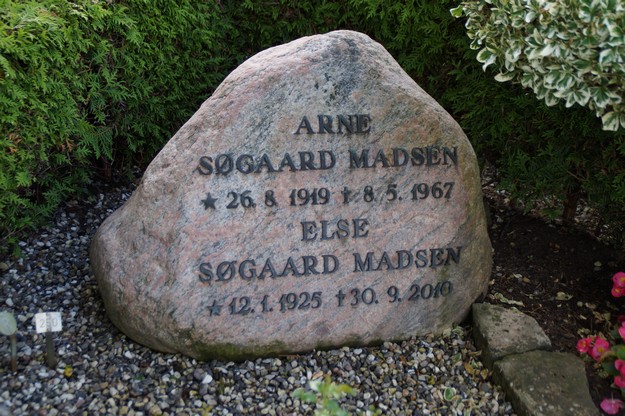 ARNE
SØGAARD MADSEN
★ 26. 8. 1919 ✝ 8. 5. 1967
ELSE
SØGAARD MADSEN
★ 12. 1. 1925 ✝ 30. 9. 2010